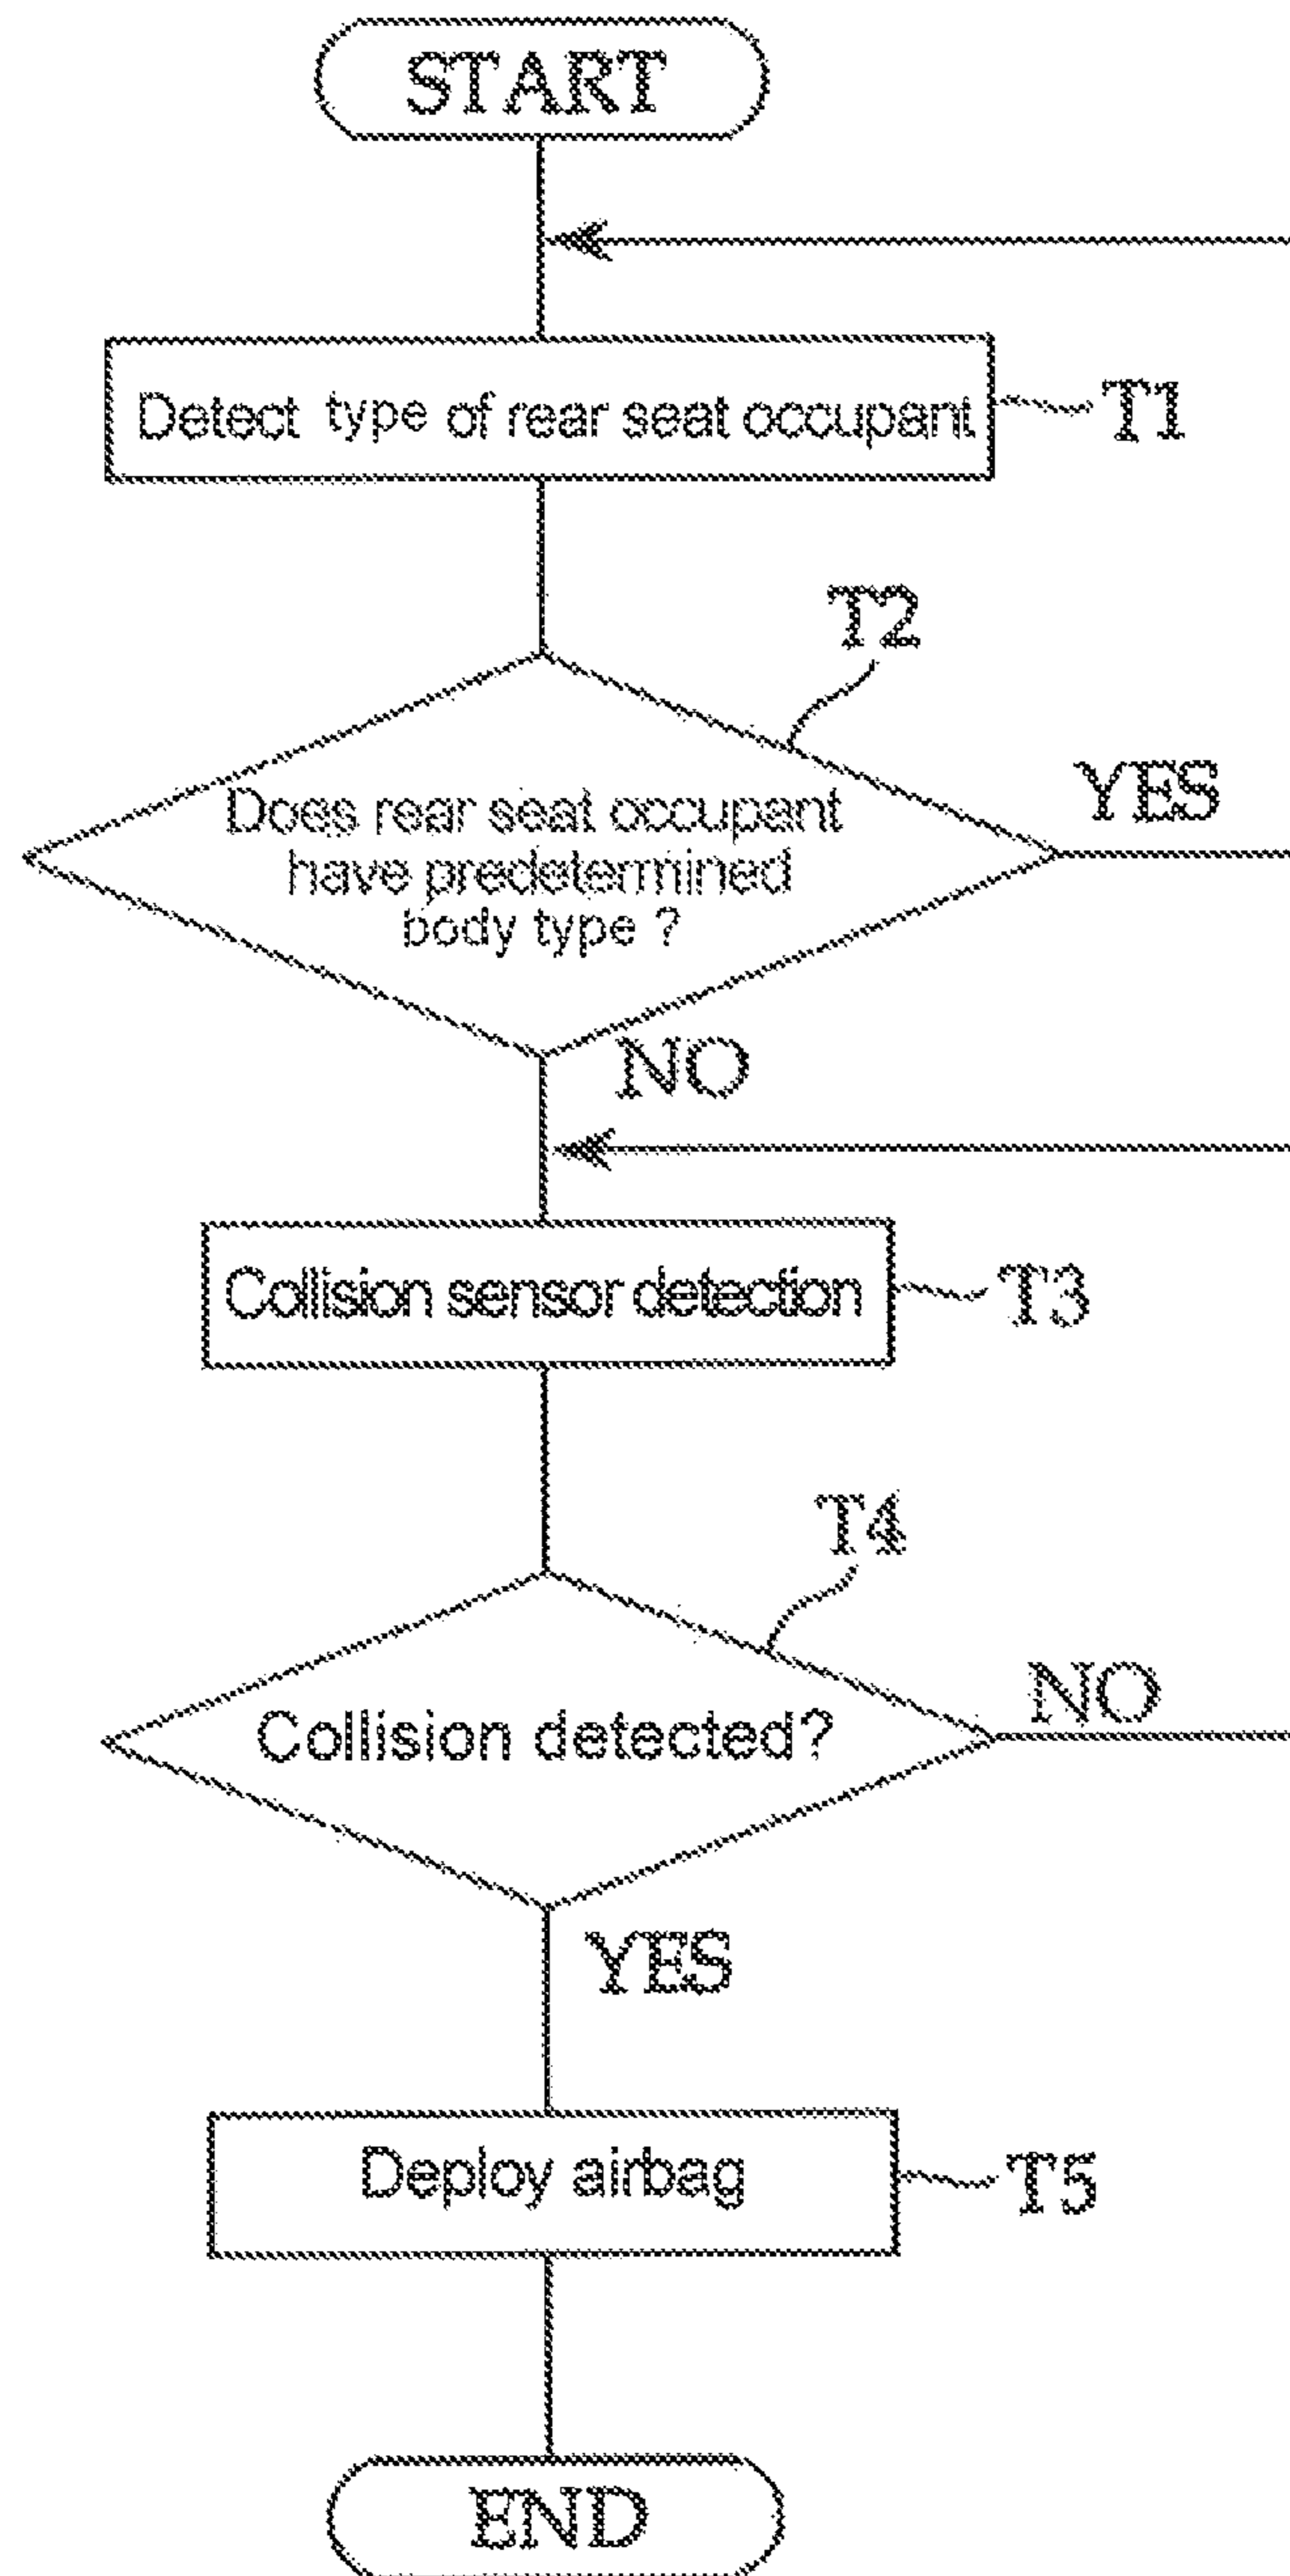 START
Detect type of rear seat occupant
T1
T2
Does rear seat occupant
have predetermined
body type ?
YES
NO
Collision sensor detection
T3
T4
Collision detected?
NO
YES
Deploy airbag
T5
END